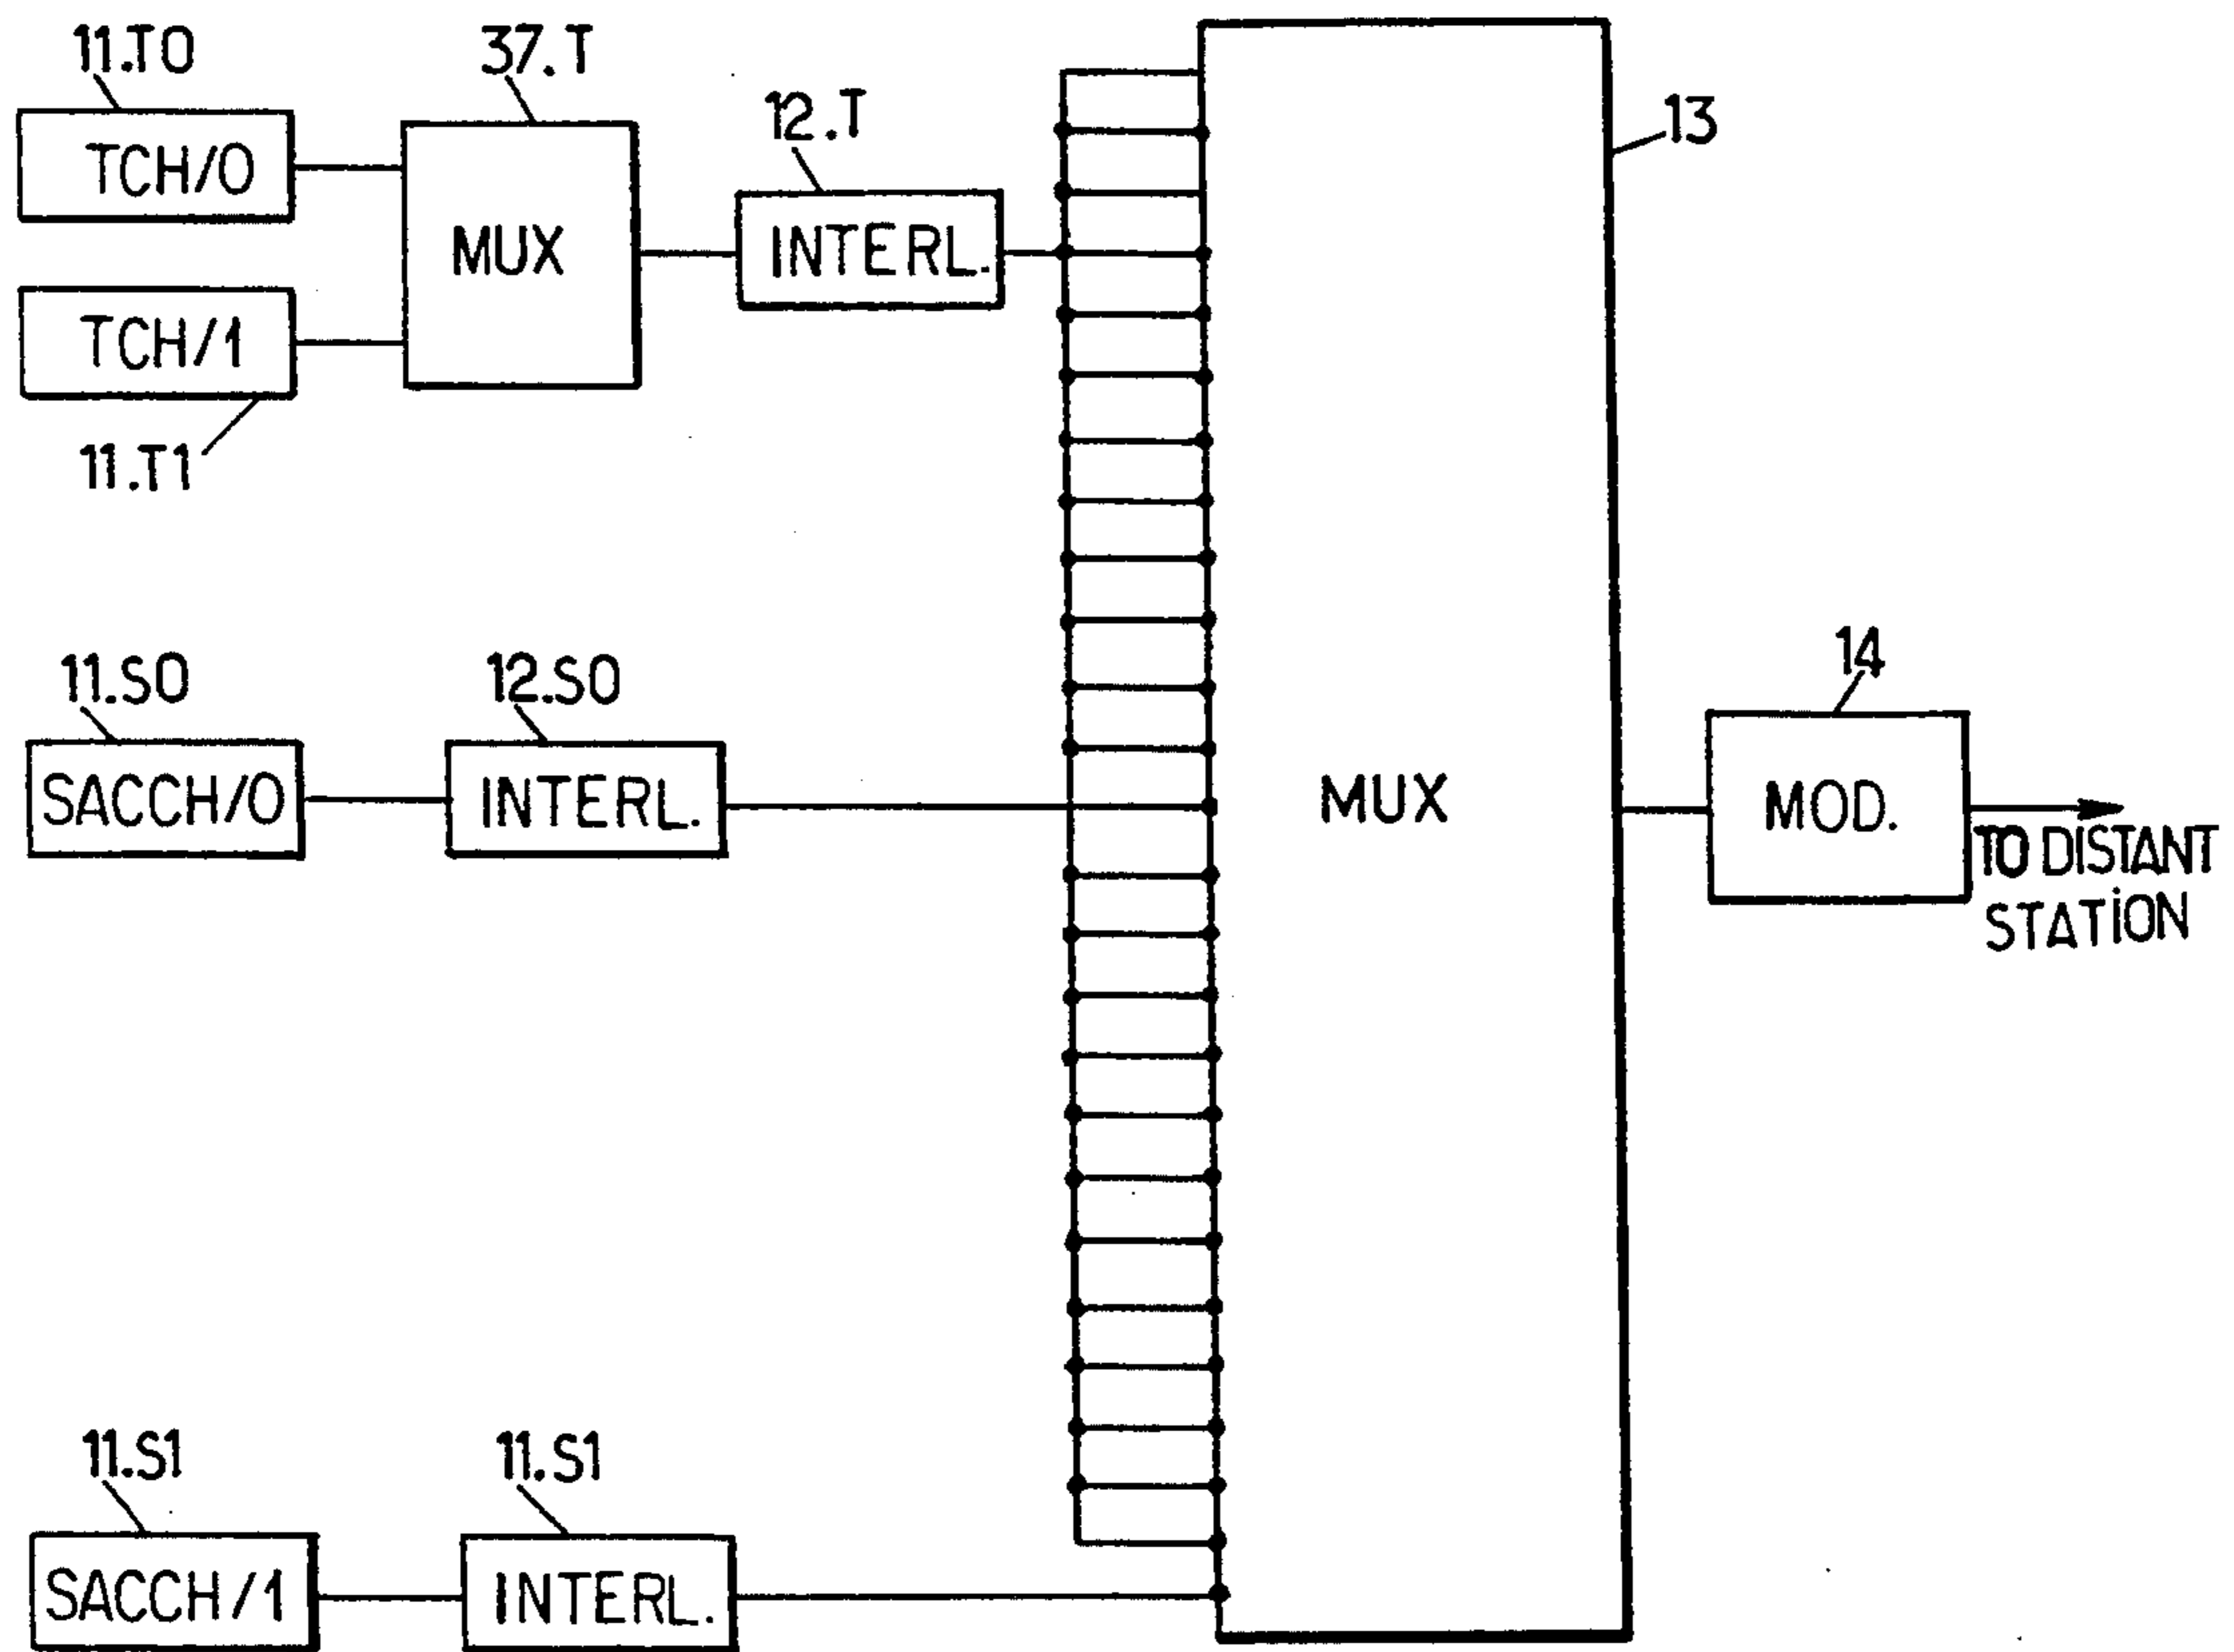 11.T0
37.T
12.T
13
TCH/0
MUX
INTERL.
TCH/1
11.T1
11.S0
12.S0
14
SACCH/0
INTERL.
MUX
MOD.
TO DISTANT
STATiON
11.S1
11.S1
SACCH/1
INTERL.